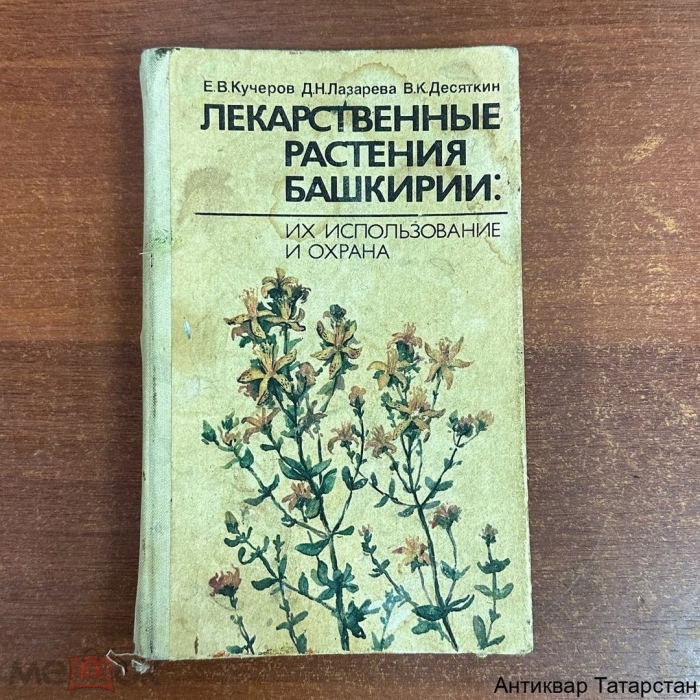 Е.В.Кучеров Д.Н.Лазарева В.К.Десяткин
ЛЕКАРСТВЕННЫЕ
РАСТЕНИЯ
БАШКИРИИ:
ИХ ИСПОЛЬЗОВАНИЕ
И ОХРАНА
Антиквар Татарстан